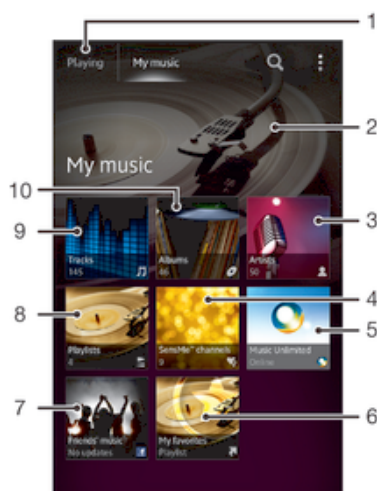 1
Playing My music
2
My music
10
9
3
Tracks
145
Albums
46
Artists
50
8
4
5
Playlists
4
SensMe™ channels
9
Music Unlimited
Online
7
6
Friends' music
No updates
My favorites
Playlist